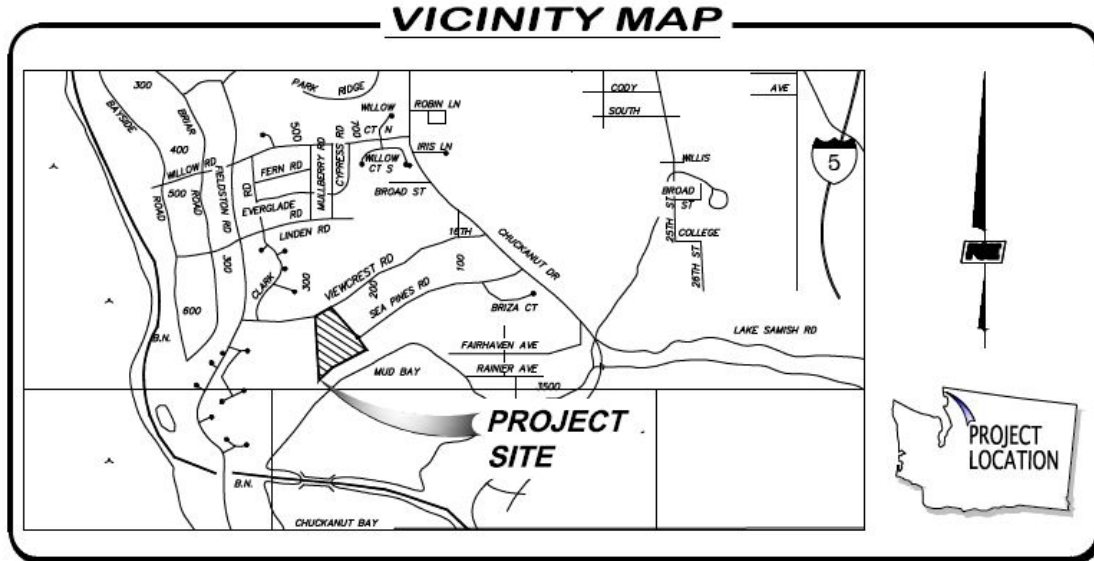 VICINITY MAP
300
BAYSIDE
ROAD
BRIAR
ROAD
400
500
600
WILLOW RD
FIELDSTON RD
300
PARK RIDGE
500
700
WILLOW
CT N
ROBIN LN
IRIS LN
WILLOW
CT S
BROAD ST
FERN RD
RD
EVERGLADE
RD
MULLBERRY RD
CYPRESS RD
LINDEN RD
CLARK
300
VIEWCREST RD
200
SEA PINES RD
100
16TH
CHUCKANUT DR
BRIZA CT
FAIRHAVEN AVE
RAINIER AVE
3500
MUD BAY
B.N.
B.N.
CHUCKANUT BAY
CODY
SOUTH
AVE
WILLIS
BROAD
ST
25TH ST
COLLEGE
26TH ST
LAKE SAMISH RD
5
PROJECT
SITE
PROJECT
LOCATION